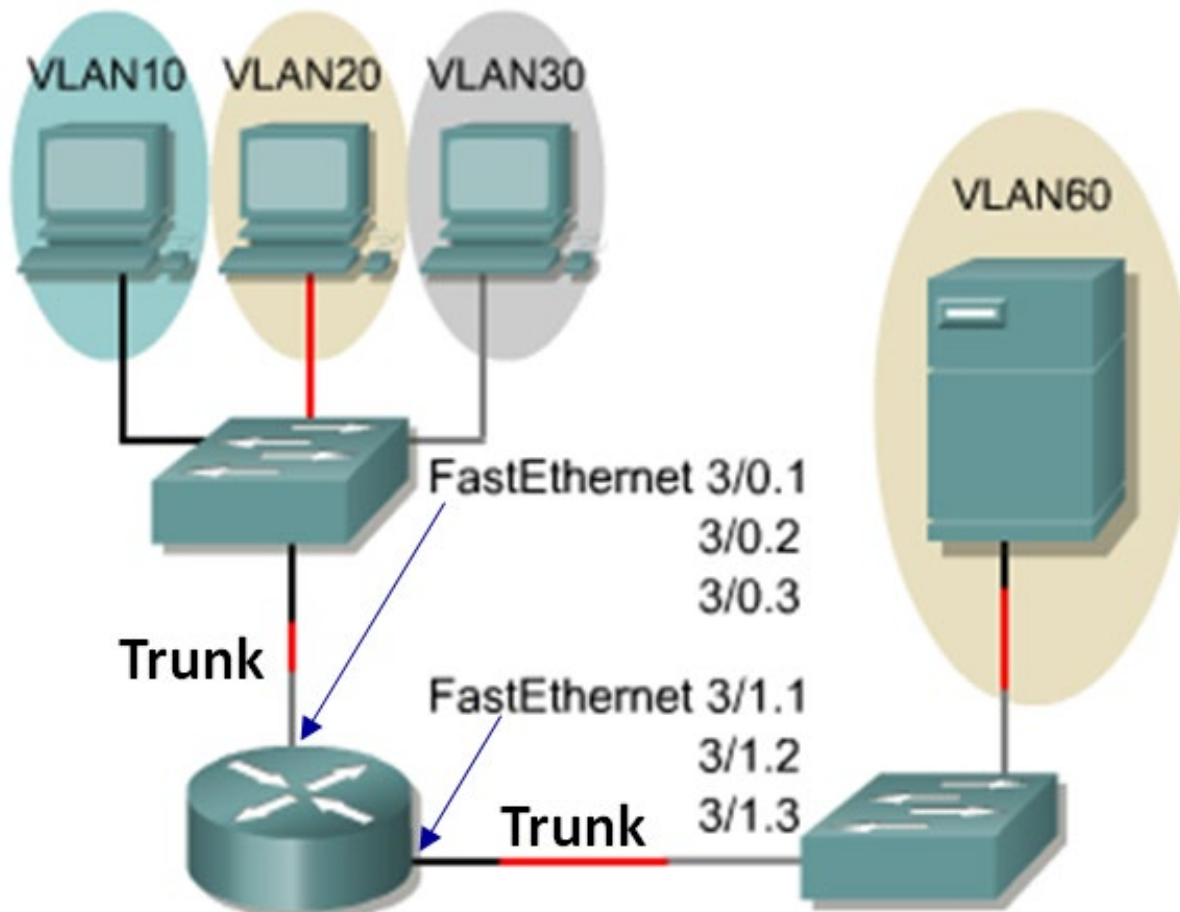 VLAN10 VLAN20 VLAN30
VLAN60
FastEthernet 3/0.1
3/0.2
3/0.3
Trunk
FastEthernet 3/1.1
3/1.2
3/1.3
Trunk